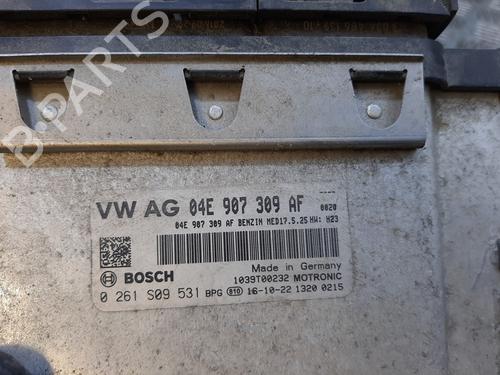 VW AG 04E 907 309 AF
---
0020
04E 907 309 AF BENZIN MED17.5.25 HW: H23
Made in Germany
BOSCH 1039T00232 MOTRONIC
0 261 S09 531 BPG 810 16-10-22 1320 0215
B-PARTS